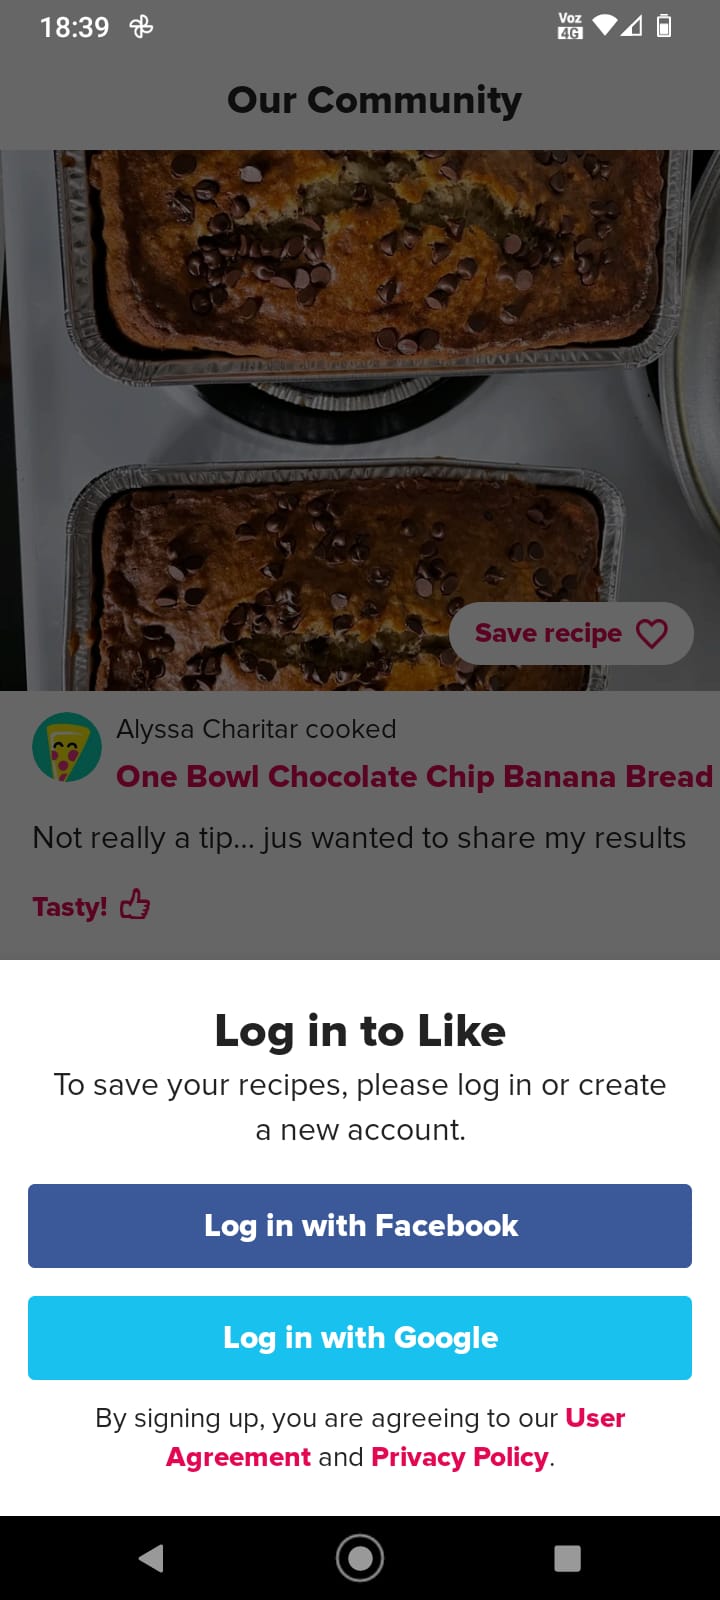 18:39
Voz
4G
Our Community
Save recipe
Alyssa Charitar cooked
One Bowl Chocolate Chip Banana Bread
Not really a tip... jus wanted to share my results
Tasty!
Log in to Like
To save your recipes, please log in or create
a new account.
Log in with Facebook
Log in with Google
By signing up, you are agreeing to our User
Agreement and Privacy Policy.